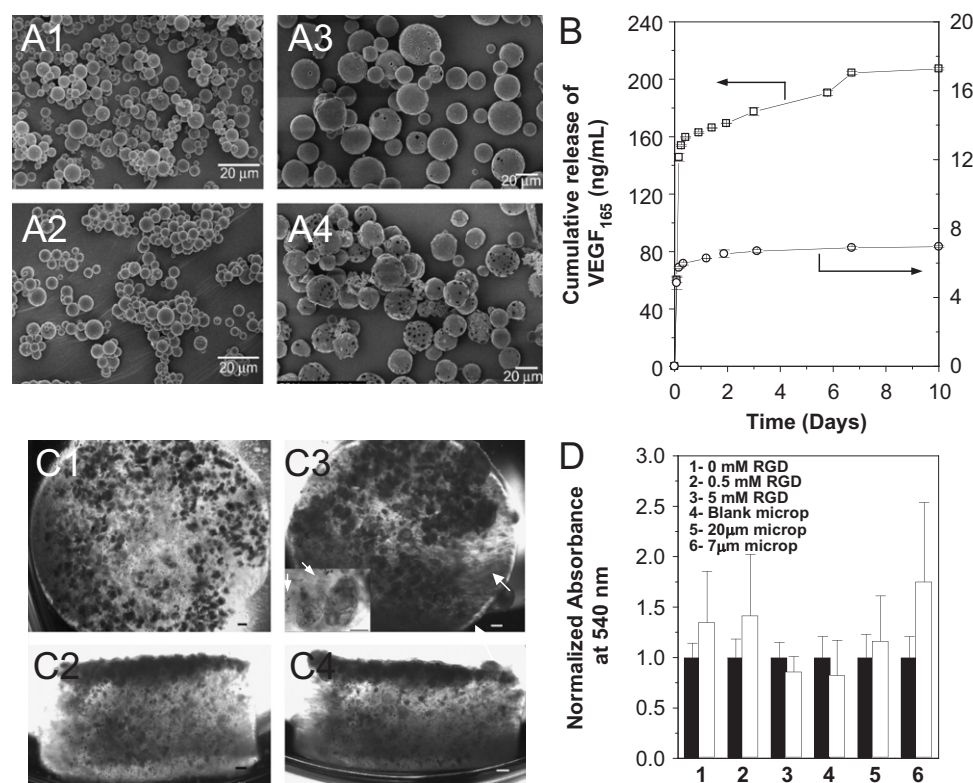 A1
20 μm
A3
20 μm
A2
20 μm
A4
20 μm
B
Cumulative release of
VEGF165 (ng/mL)
240
200
160
120
80
40
0
20
16
12
8
4
0
0 2 4 6 8 10
Time (Days)
C1
C3
C2
C4
D
Normalized Absorbance
at 540 nm
3.0
2.5
2.0
1.5
1.0
0.5
0.0
1- 0 mM RGD
2- 0.5 mM RGD
3- 5 mM RGD
4- Blank microp
5- 20μm microp
6- 7μm microp
1 2 3 4 5 6